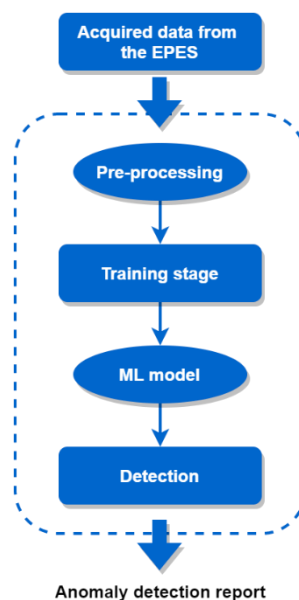 Acquired data from
the EPES
Pre-processing
Training stage
ML model
Detection
Anomaly detection report